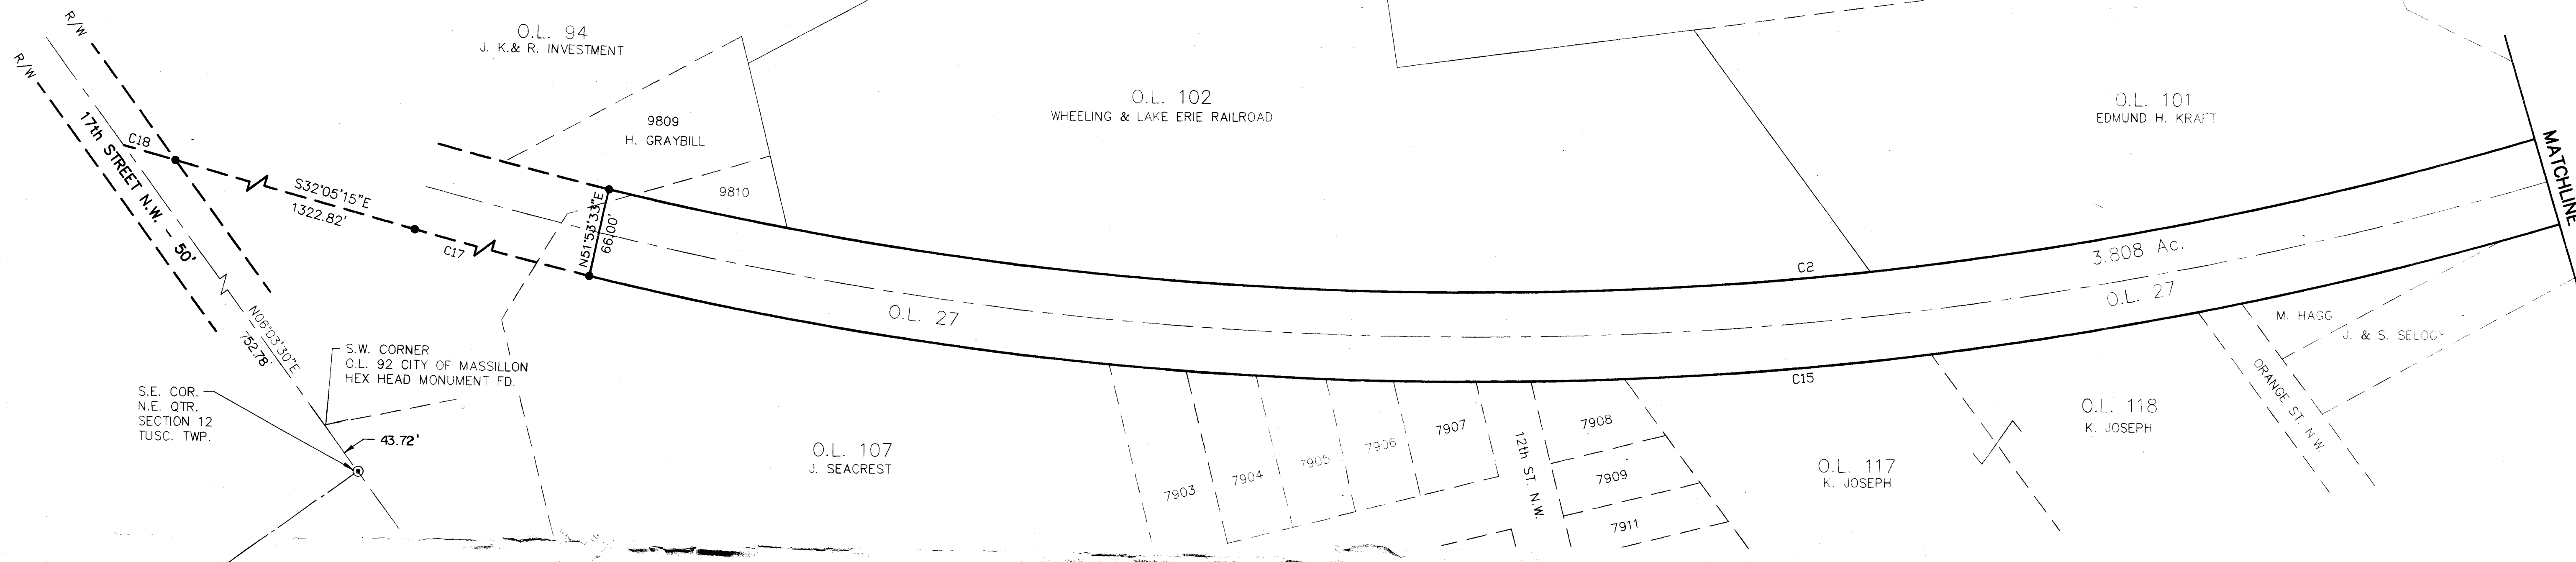 R/W
R/W
17th STREET N.W. - 50'
C18
S32°05'15"E
1322.82'
C17
N06°03'30"E
752.78'
S.W. CORNER
O.L. 92 CITY OF MASSILLON
HEX HEAD MONUMENT FD.
S.E. COR.
N.E. QTR.
SECTION 12
TUSC. TWP.
43.72'
O.L. 94
J. K.& R. INVESTMENT
9809
H. GRAYBILL
9810
N51°53'33"E
66.00'
O.L. 102
WHEELING & LAKE ERIE RAILROAD
O.L. 101
EDMUND H. KRAFT
MATCHLINE
C2
3.808 Ac.
O.L. 27
O.L. 27
C15
O.L. 107
J. SEACREST
7903
7904
7905
7906
7907
12th ST. N.W.
7908
7909
7911
O.L. 117
K. JOSEPH
O.L. 118
K. JOSEPH
ORANGE ST. N.W.
M. HAGG
J. & S. SELOGY